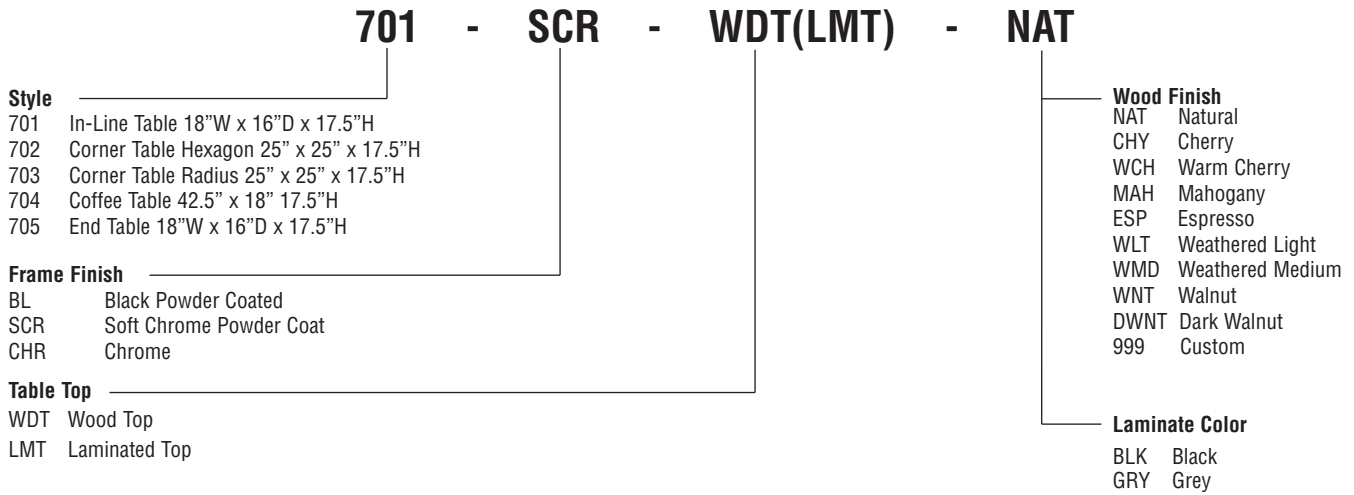 701 - SCR - WDT(LMT) - NAT
Style
701 In-Line Table 18”W x 16”D x 17.5”H
702 Corner Table Hexagon 25” x 25” x 17.5”H
703 Corner Table Radius 25” x 25” x 17.5”H
704 Coffee Table 42.5” x 18” 17.5”H
705 End Table 18”W x 16”D x 17.5”H
Frame Finish
BL Black Powder Coated
SCR Soft Chrome Powder Coat
CHR Chrome
Table Top
WDT Wood Top
LMT Laminated Top
Wood Finish
NAT Natural
CHY Cherry
WCH Warm Cherry
MAH Mahogany
ESP Espresso
WLT Weathered Light
WMD Weathered Medium
WNT Walnut
DWNT Dark Walnut
999 Custom
Laminate Color
BLK Black
GRY Grey